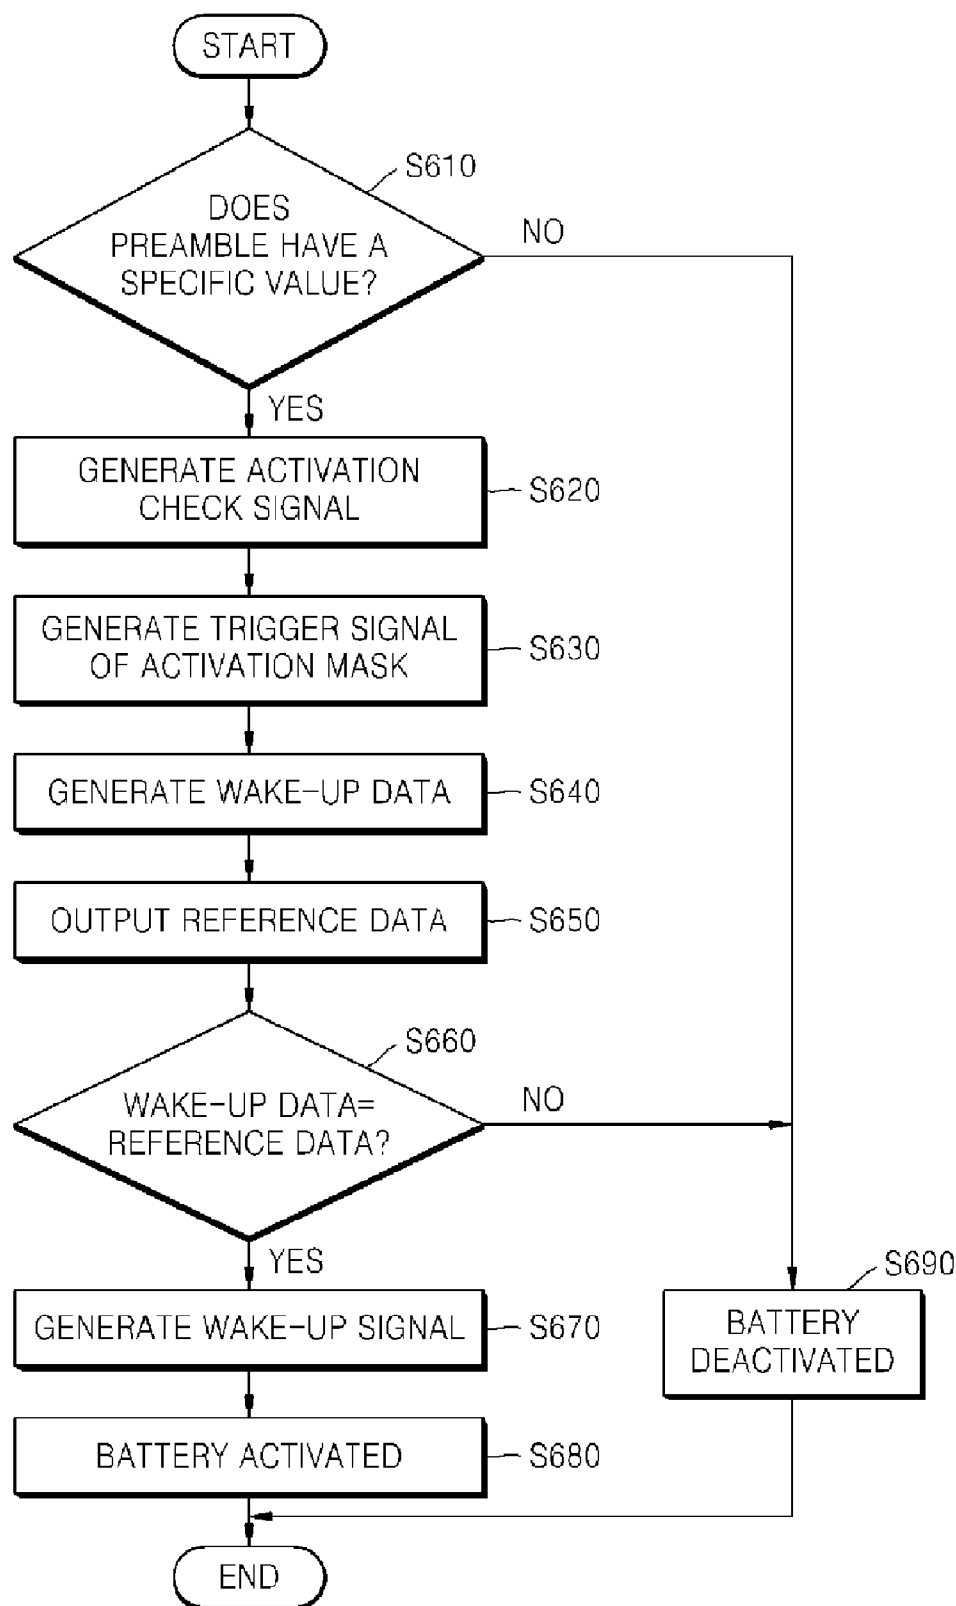 START
S610
DOES
PREAMBLE HAVE A
SPECIFIC VALUE?
NO
YES
GENERATE ACTIVATION
CHECK SIGNAL
S620
GENERATE TRIGGER SIGNAL
OF ACTIVATION MASK
S630
GENERATE WAKE-UP DATA
S640
OUTPUT REFERENCE DATA
S650
S660
WAKE-UP DATA=
REFERENCE DATA?
NO
YES
GENERATE WAKE-UP SIGNAL
S670
S690
BATTERY
DEACTIVATED
BATTERY ACTIVATED
S680
END